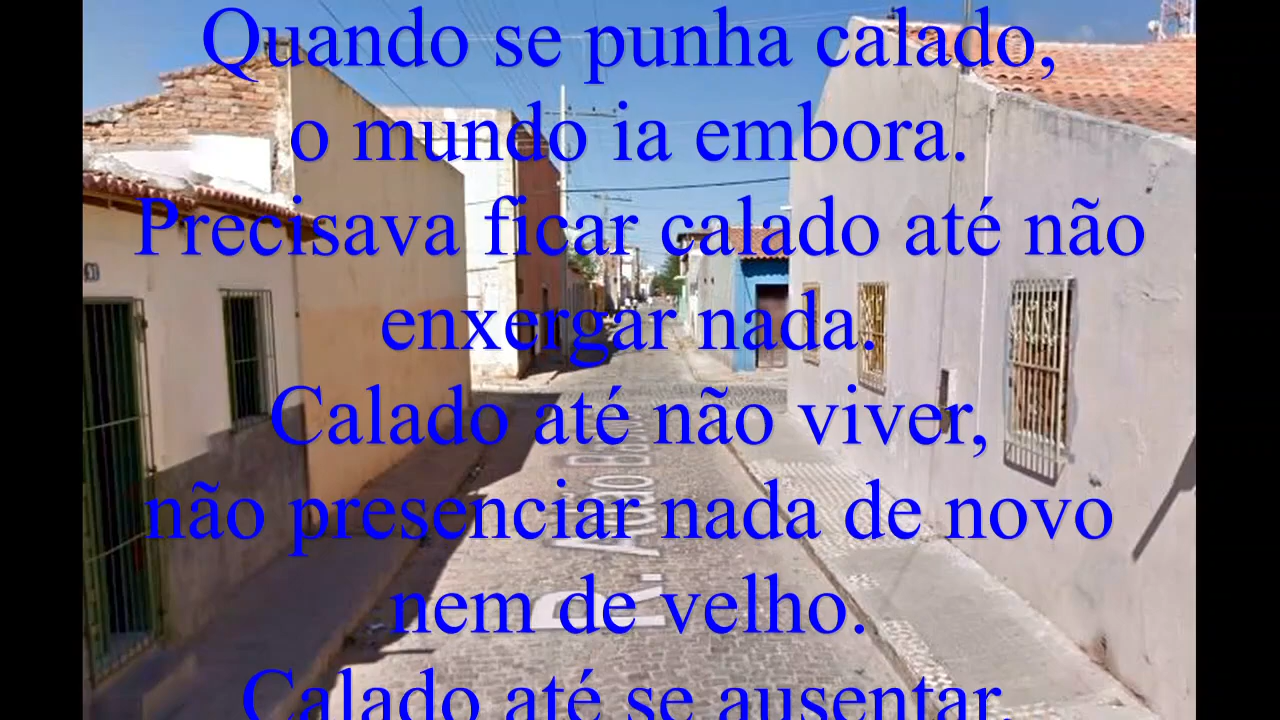 Quando se punha calado,
o mundo ia embora.
Precisava ficar calado até não
enxergar nada.
Calado até não viver,
não presenciar nada de novo
nem de velho.
Calado até se ausentar.
R. Adão